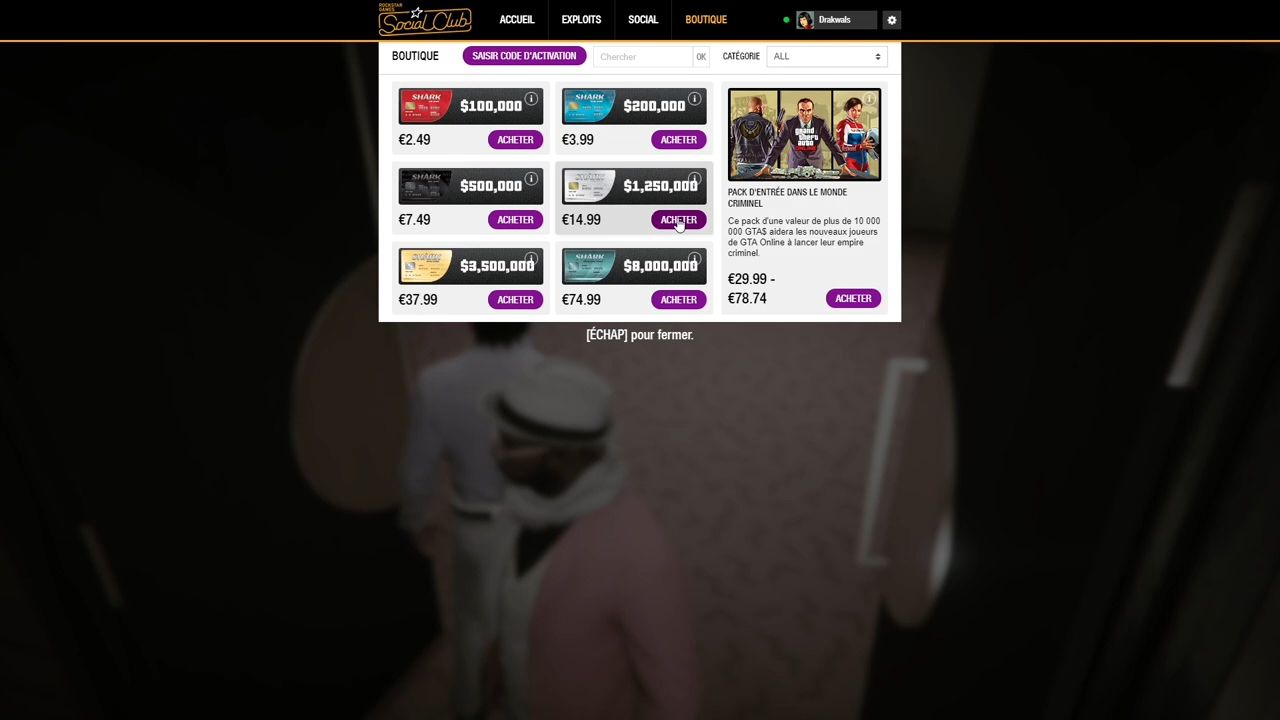 ROCKSTAR GAMES
Social Club
ACCUEIL EXPLOITS SOCIAL BOUTIQUE Drakwals
BOUTIQUE SAISIR CODE D'ACTIVATION Chercher OK CATÉGORIE ALL
SHARK $100,000
€2.49 ACHETER
SHARK $200,000
€3.99 ACHETER
SHARK $500,000
€7.49 ACHETER
SHARK $1,250,000
€14.99 ACHETER
SHARK $3,500,000
€37.99 ACHETER
SHARK $8,000,000
€74.99 ACHETER
grand
theft
auto
ONLINE
PACK D'ENTRÉE DANS LE MONDE
CRIMINEL
Ce pack d'une valeur de plus de 10 000
000 GTA$ aidera les nouveaux joueurs
de GTA Online à lancer leur empire
criminel.
€29.99 -
€78.74 ACHETER
[ÉCHAP] pour fermer.